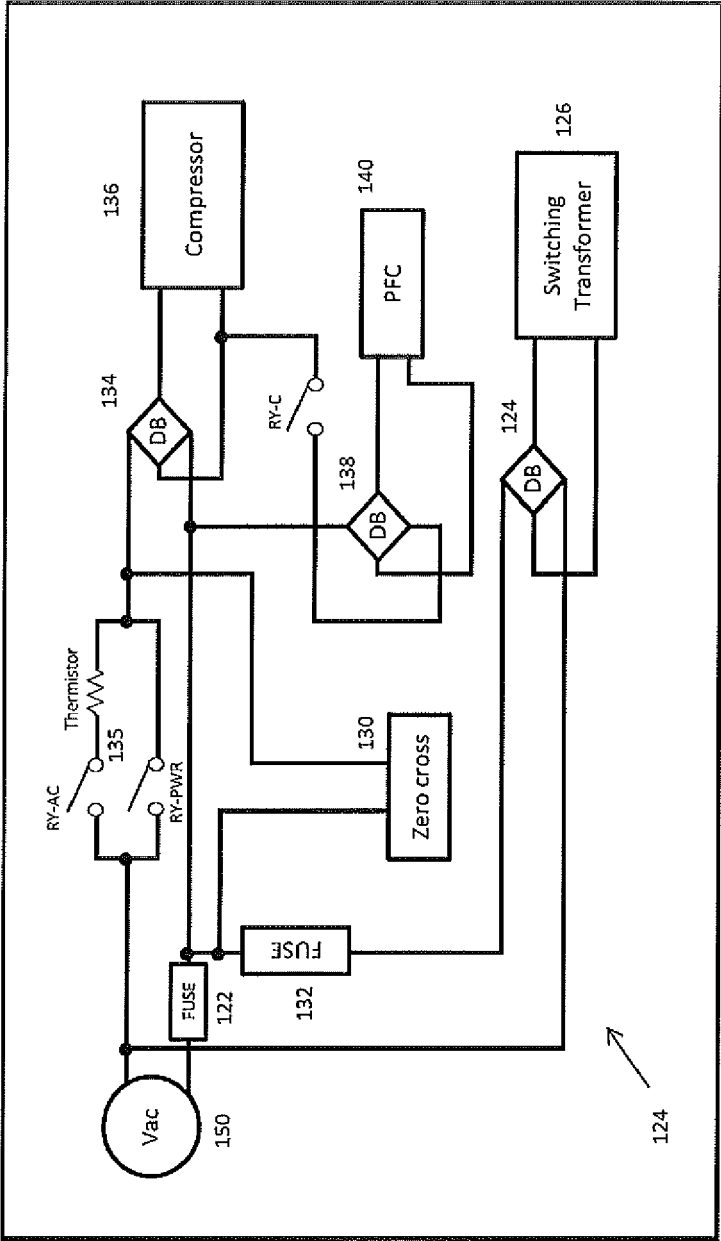 Vac
150
FUSE
122
FUSE
132
RY-AC
Thermistor
135
RY-PWR
130
Zero cross
134
DB
136
Compressor
RY-C
138
DB
140
PFC
124
DB
126
Switching
Transformer
124